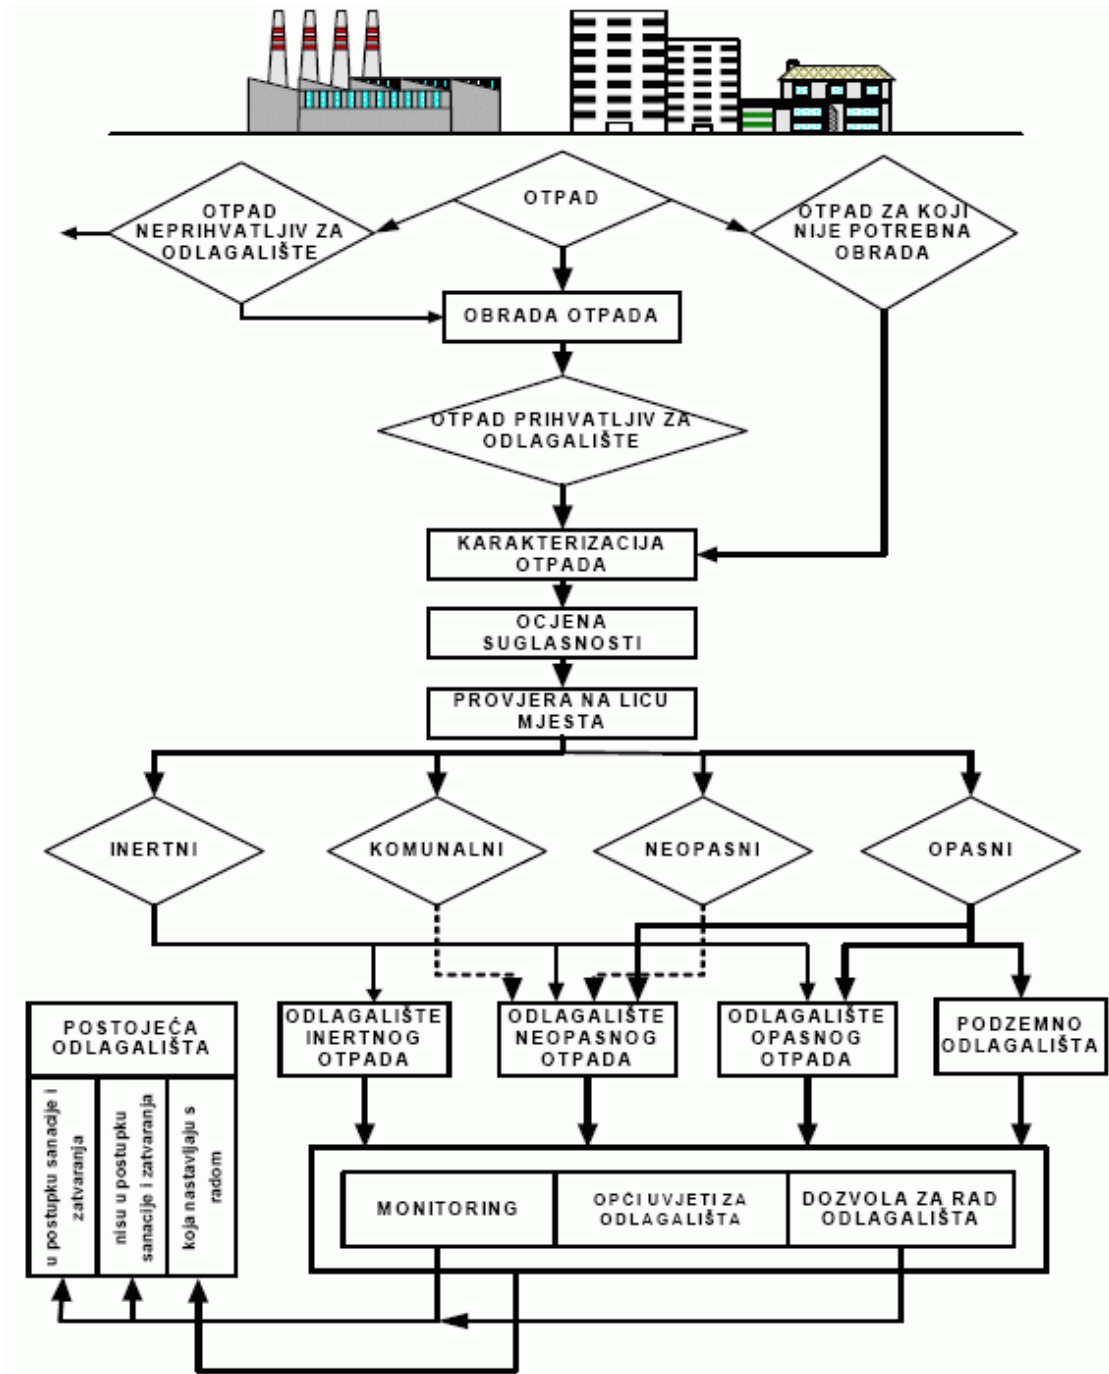 OTPAD
NEPRIHVATLJIV ZA
ODLAGALIŠTE
OTPAD
OTPAD ZA KOJI
NIJE POTREBNA
OBRADA
OBRADA OTPADA
OTPAD PRIHVATLJIV ZA
ODLAGALIŠTE
KARAKTERIZACIJA
OTPADA
OCJENA
SUGLASNOSTI
PROVJERA NA LICU
MJESTA
INERTNI
KOMUNALNI
NEOPASNI
OPASNI
POSTOJEĆA
ODLAGALIŠTA
u postupku sanacije i
zatvaranja
nisu u postupku
sanacije i zatvaranja
koja nastavljaju s
radom
ODLAGALIŠTE
INERTNOG
OTPADA
ODLAGALIŠTE
NEOPASNOG
OTPADA
ODLAGALIŠTE
OPASNOG
OTPADA
PODZEMNO
ODLAGALIŠTA
MONITORING
OPĆI UVJETI ZA
ODLAGALIŠTA
DOZVOLA ZA RAD
ODLAGALIŠTA